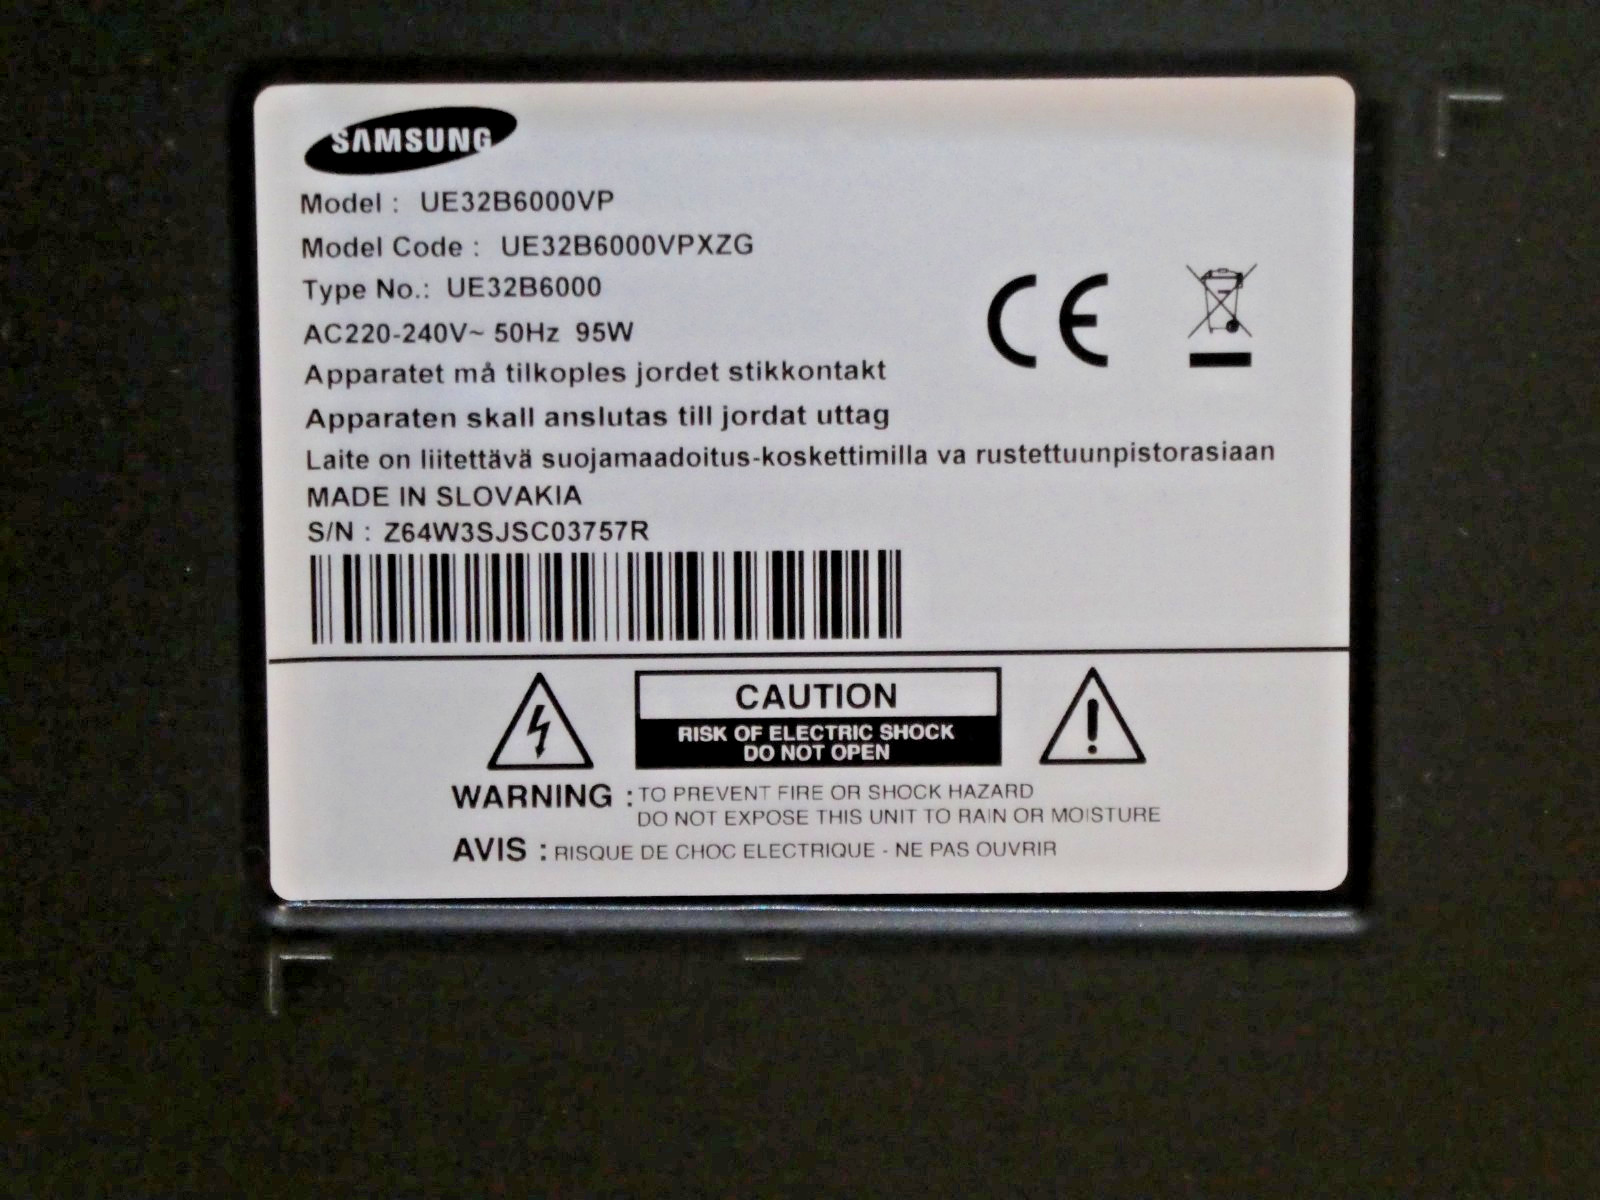 SAMSUNG
Model : UE32B6000VP
Model Code : UE32B6000VPXZG
Type No.: UE32B6000
AC220-240V~ 50Hz 95W
Apparatet må tilkoples jordet stikkontakt
Apparaten skall anslutas till jordat uttag
Laite on liitettävä suojamaadoitus-koskettimilla va rustettuunpistorasiaan
MADE IN SLOVAKIA
S/N : Z64W3SJSC03757R
CE
CAUTION
RISK OF ELECTRIC SHOCK
DO NOT OPEN
WARNING : TO PREVENT FIRE OR SHOCK HAZARD
DO NOT EXPOSE THIS UNIT TO RAIN OR MOISTURE
AVIS : RISQUE DE CHOC ELECTRIQUE - NE PAS OUVRIR